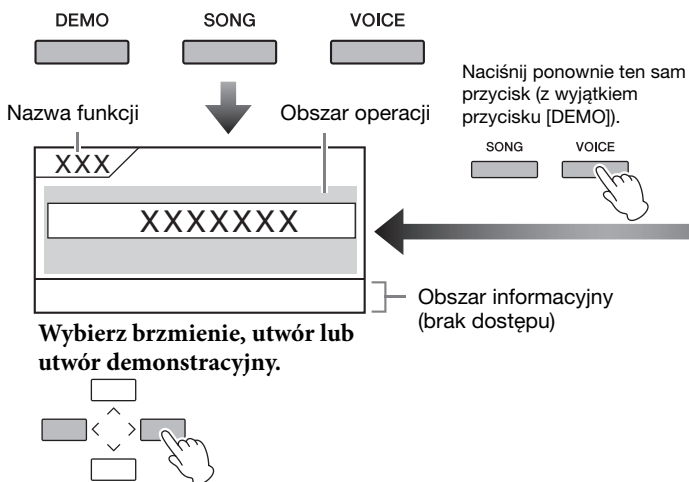 DEMO
SONG
VOICE
Naciśnij ponownie ten sam
przycisk (z wyjątkiem
przycisku [DEMO]).
Nazwa funkcji
Obszar operacji
SONG
VOICE
XXX
XXXXXXX
Obszar informacyjny
(brak dostępu)
Wybierz brzmienie, utwór lub
utwór demonstracyjny.